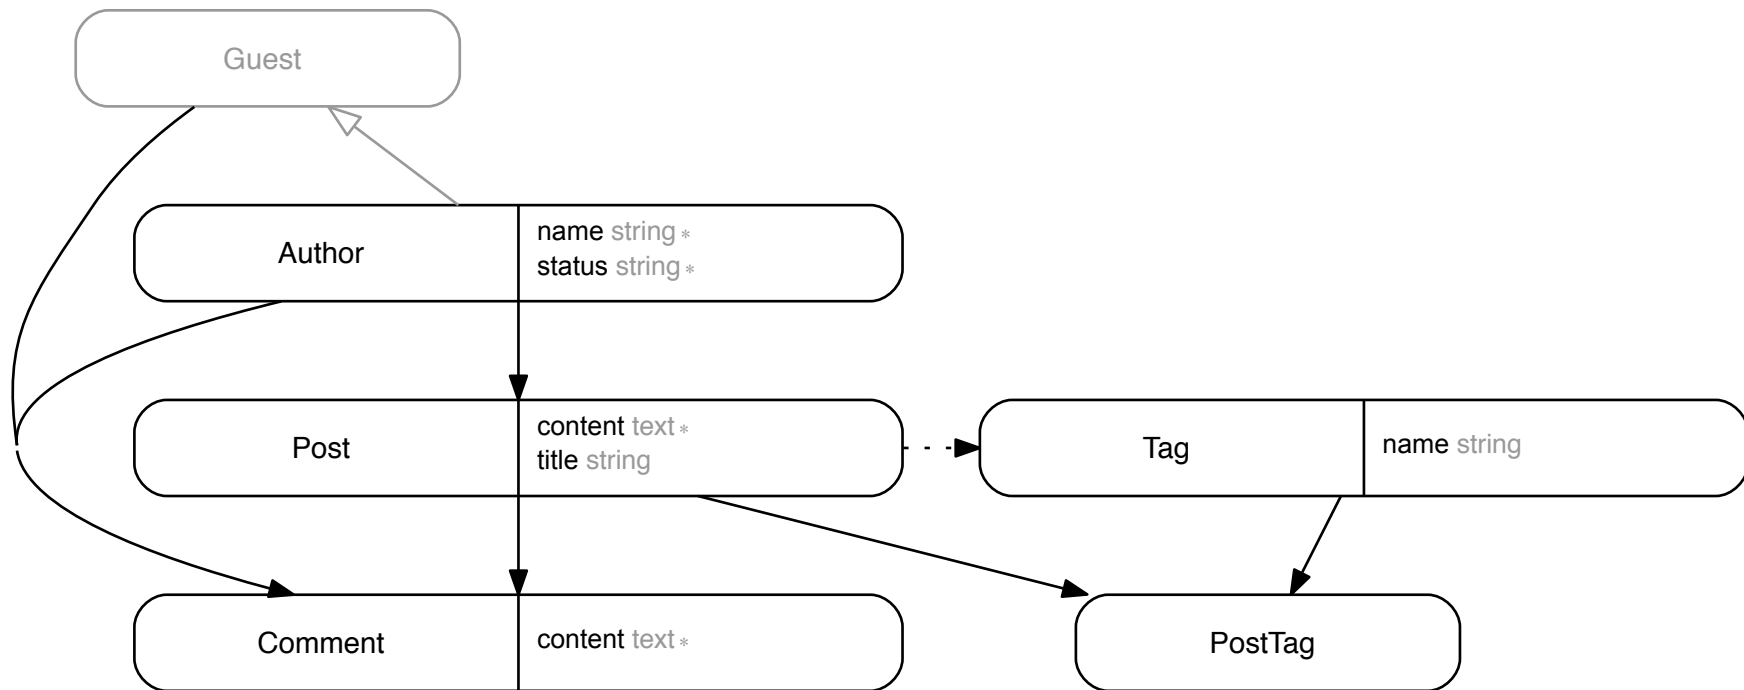 Guest
Author
name string *
status string *
Post
content text *
title string
Tag
name string
Comment
content text *
PostTag